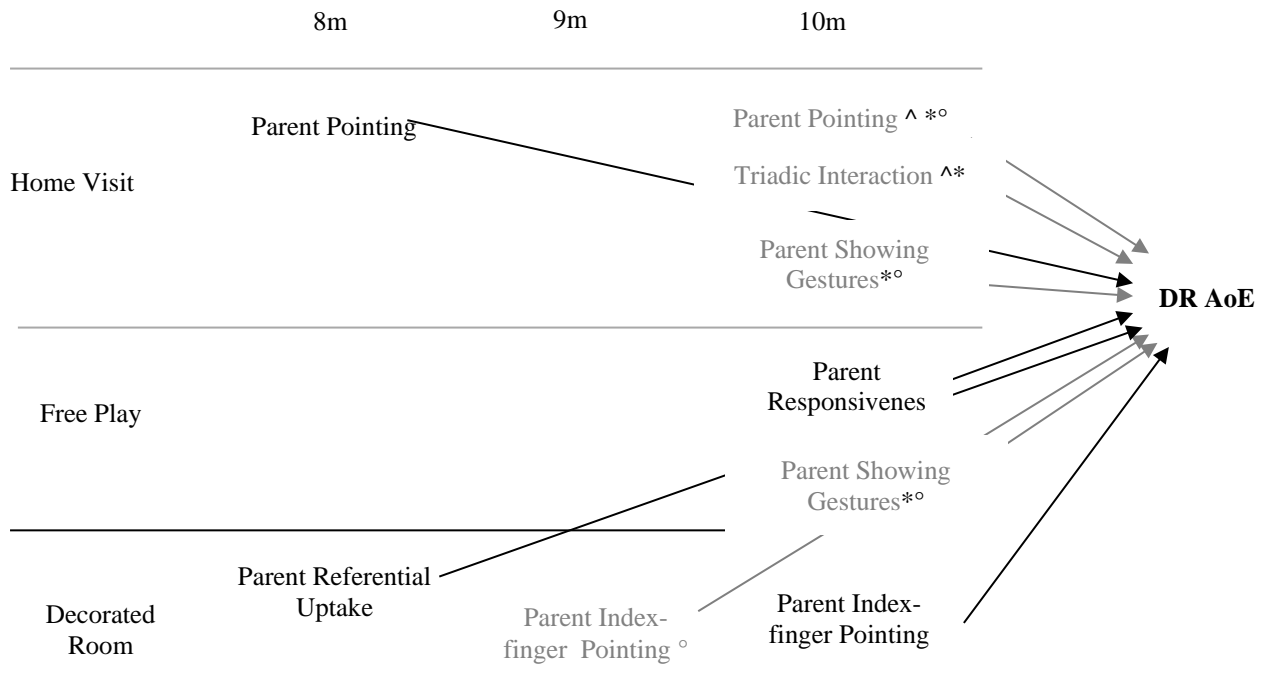 8m 9m 10m
Parent Pointing
Parent Pointing ^ *°
Home Visit
Triadic Interaction ^*
Parent Showing
Gestures*°
DR AoE
Free Play
Parent
Responsivenes
Parent Showing
Gestures*°
Decorated
Room
Parent Referential
Uptake
Parent Index-
finger Pointing °
Parent Index-
finger Pointing